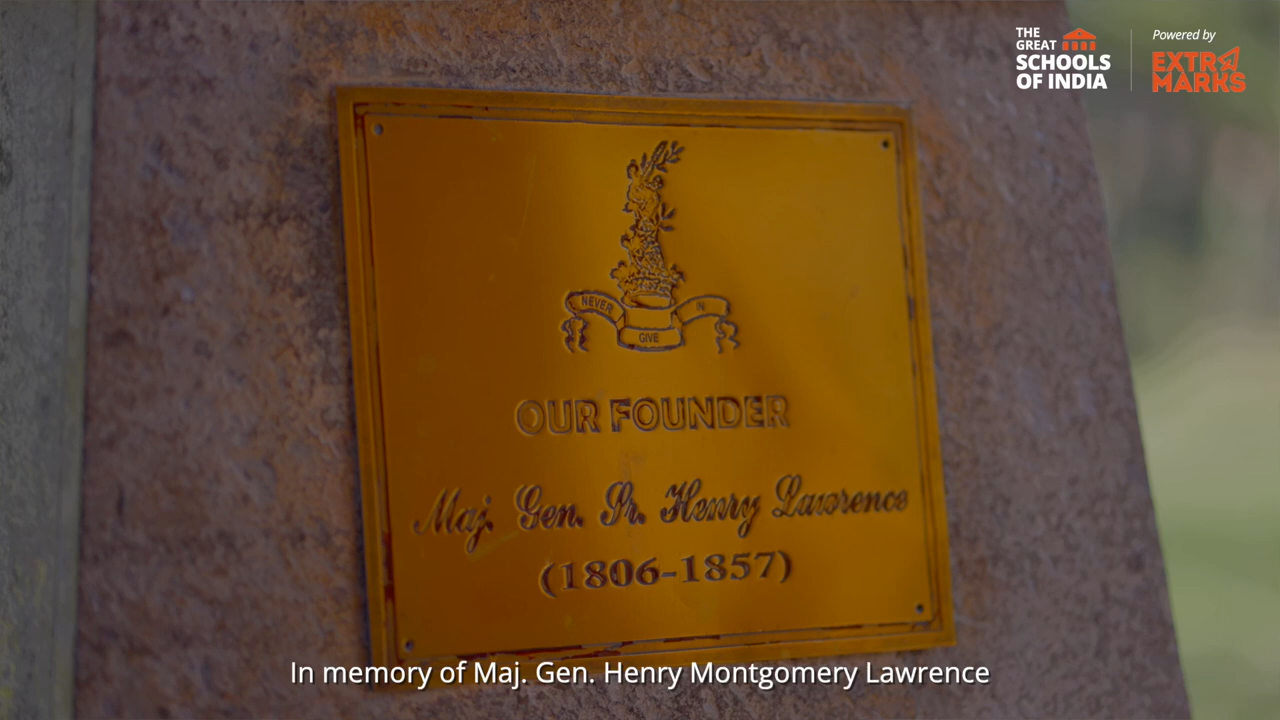 THE
GREAT
SCHOOLS
OF INDIA
Powered by
EXTRA
MARKS
NEVER GIVE IN
OUR FOUNDER
Maj. Gen. Sr. Henry Lawrence
(1806-1857)
In memory of Maj. Gen. Henry Montgomery Lawrence